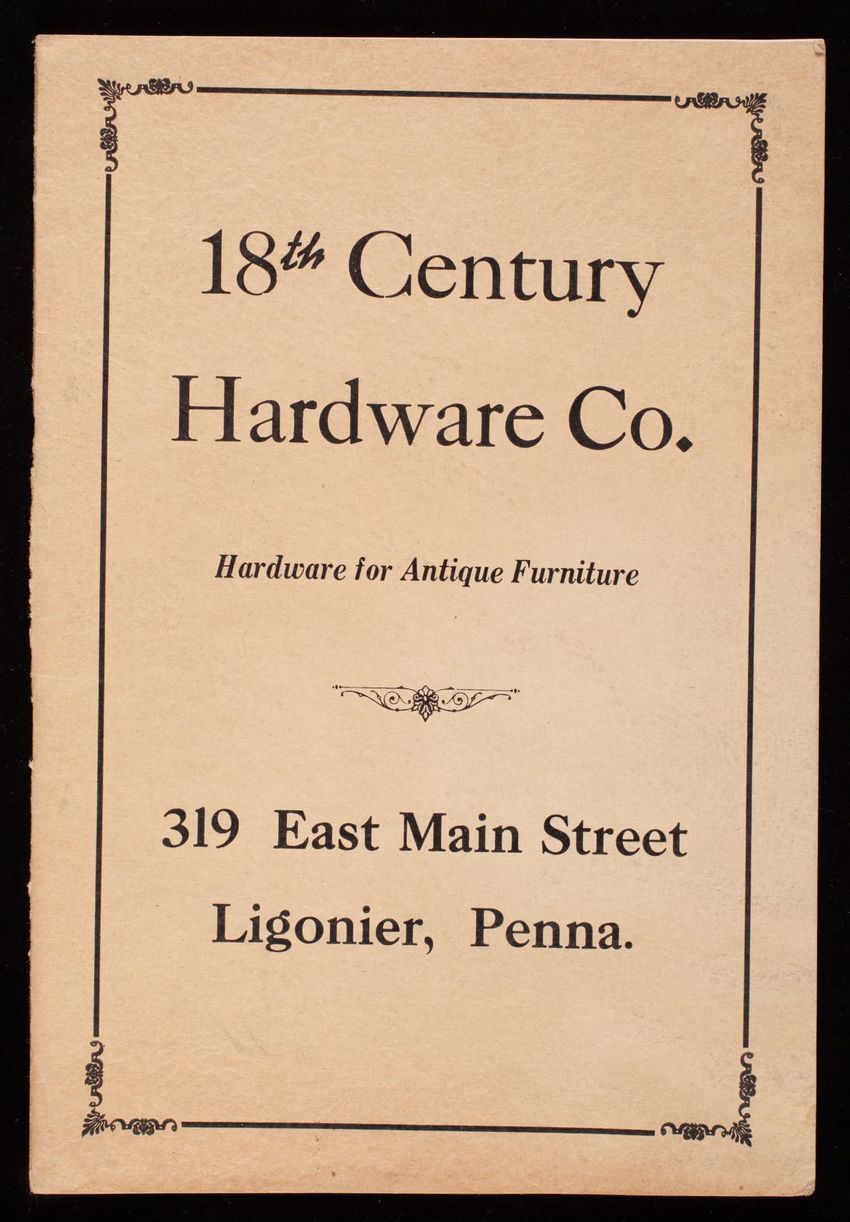 18th Century
Hardware Co.
Hardware for Antique Furniture
319 East Main Street
Ligonier, Penna.